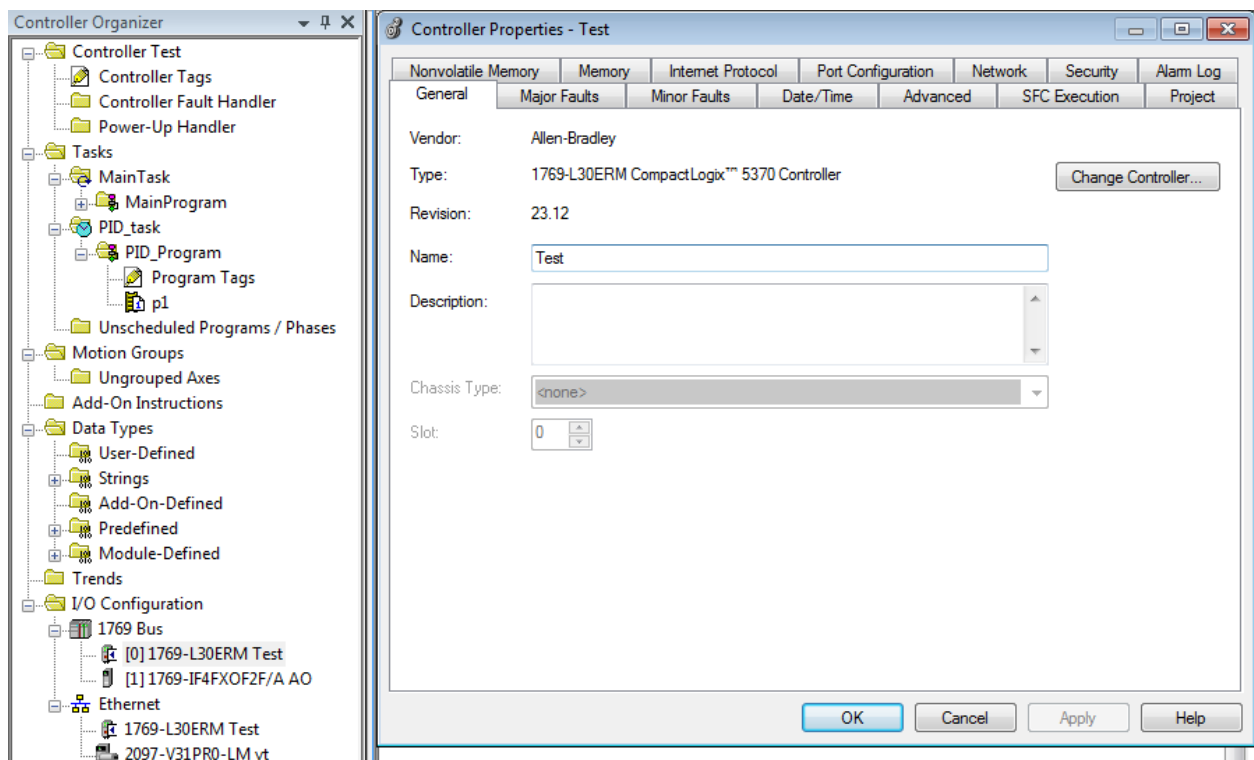 Controller Organizer
Controller Test
Controller Tags
Controller Fault Handler
Power-Up Handler
Tasks
MainTask
MainProgram
PID_task
PID_Program
Program Tags
p1
Unscheduled Programs / Phases
Motion Groups
Ungrouped Axes
Add-On Instructions
Data Types
User-Defined
Strings
Add-On-Defined
Predefined
Module-Defined
Trends
I/O Configuration
1769 Bus
[0] 1769-L30ERM Test
[1] 1769-IF4FXOF2F/A AO
Ethernet
1769-L30ERM Test
2097-V31PR0-LM vt
Controller Properties - Test
Nonvolatile Memory Memory Internet Protocol Port Configuration Network Security Alarm Log
General Major Faults Minor Faults Date/Time Advanced SFC Execution Project
Vendor: Allen-Bradley
Type: 1769-L30ERM CompactLogix™ 5370 Controller Change Controller...
Revision: 23.12
Name: Test
Description:
Chassis Type: <none>
Slot: 0
OK Cancel Apply Help